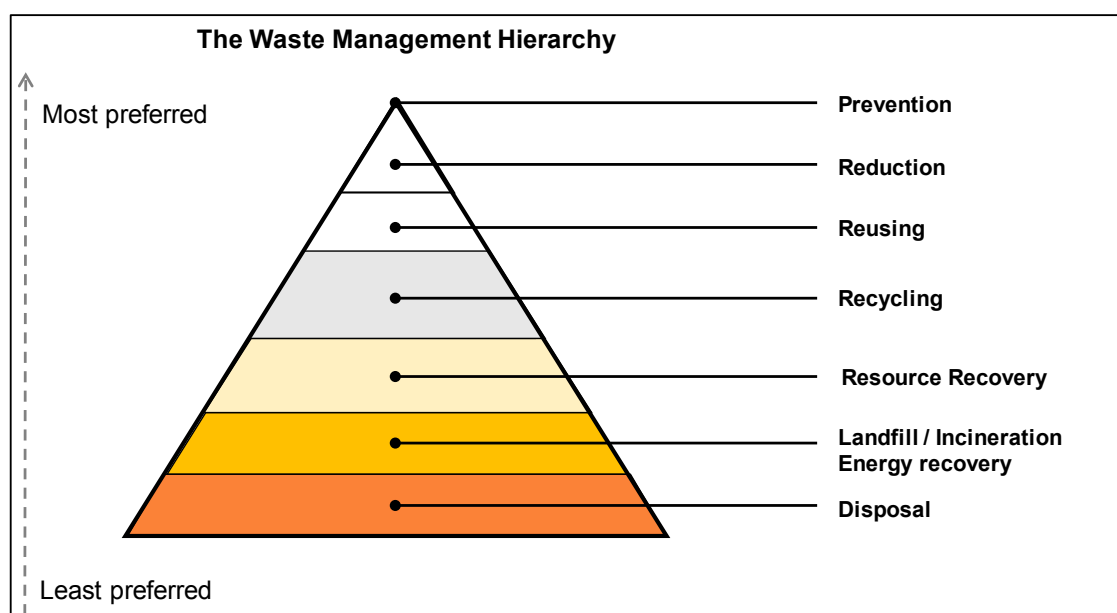 The Waste Management Hierarchy
Most preferred
Prevention
Reduction
Reusing
Recycling
Resource Recovery
Landfill / Incineration
Energy recovery
Disposal
Least preferred